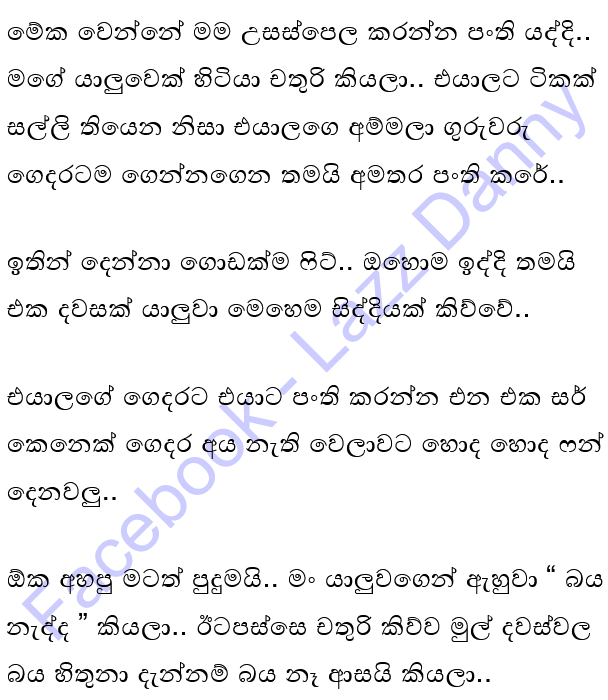 මේක වෙන්නේ මම උසස්පෙල කරන්න පංති යද්දි..
මගේ යාලුවෙක් හිටියා චතුරි කියලා.. එයාලට ටිකක්
සල්ලි තියෙන නිසා එයාලගෙ අම්මලා ගුරුවරු
ගෙදරටම ගෙන්නගෙන තමයි අමතර පංති කරේ..
ඉතින් දෙන්නා ගොඩක්ම ෆිට්.. ඔහොම ඉද්දි තමයි
එක දවසක් යාලුවා මෙහෙම සිද්දියක් කිව්වේ..
එයාලගේ ගෙදරට එයාට පංති කරන්න එන එක සර්
කෙනෙක් ගෙදර අය නැති වෙලාවට හොද හොද ෆන්
දෙනවලු..
ඕක අහපු මටත් පුදුමයි.. මං යාලුවගෙන් ඇහුවා “ බය
නැද්ද ” කියලා.. ඊටපස්සෙ චතුරි කිව්ව මුල් දවස්වල
බය හිතුනා දැන්නම් බය නෑ ආසයි කියලා..
Facebook - Lazz Danny